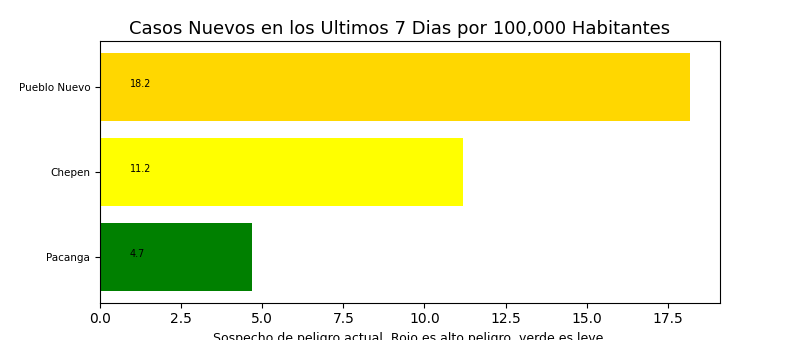 Casos Nuevos en los Ultimos 7 Dias por 100,000 Habitantes
Pueblo Nuevo
18.2
Chepen
11.2
Pacanga
4.7
0.0 2.5 5.0 7.5 10.0 12.5 15.0 17.5
Sospecho de peligro actual. Rojo es alto peligro, verde es leve